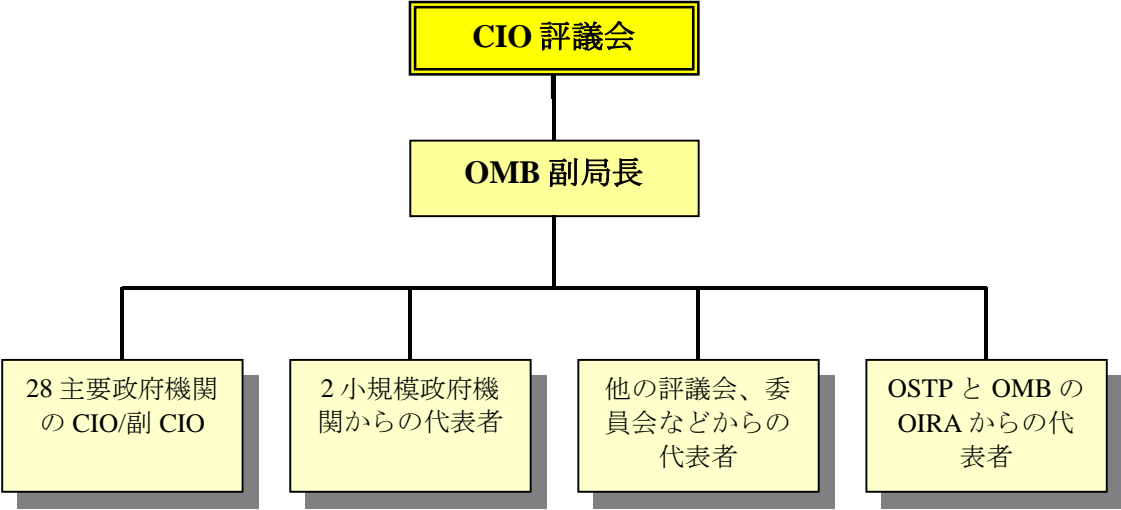 CIO 評議会
OMB 副局長
28 主要政府機関
の CIO/副 CIO
2 小規模政府機
関からの代表者
他の評議会、委
員会などからの
代表者
OSTP と OMB の
OIRA からの代
表者